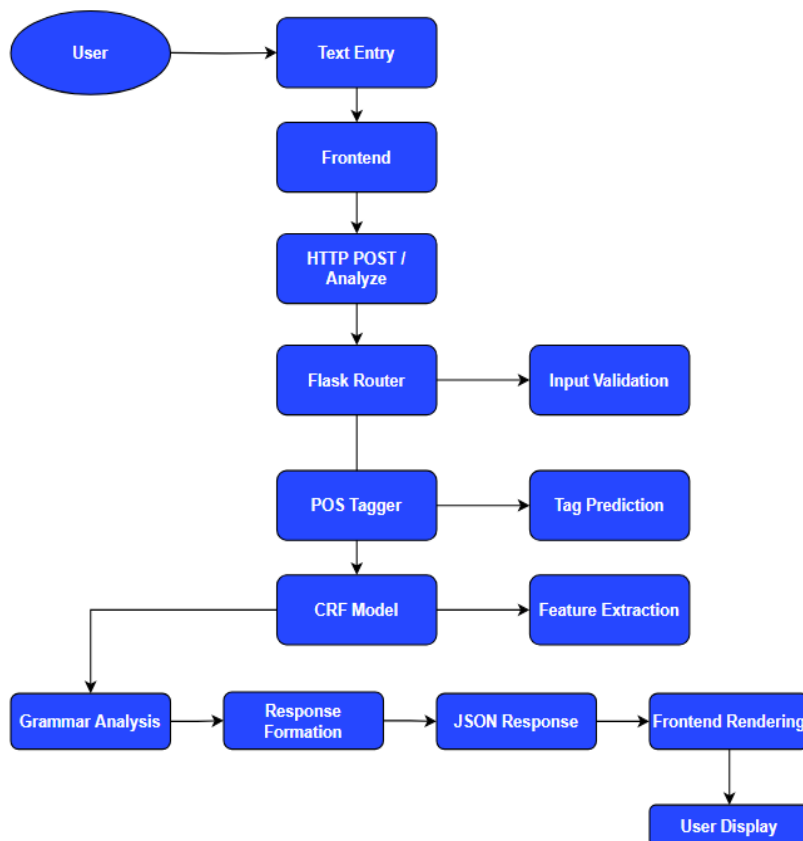 User
Text Entry
Frontend
HTTP POST /
Analyze
Flask Router
Input Validation
POS Tagger
Tag Prediction
CRF Model
Feature Extraction
Grammar Analysis
Response
Formation
JSON Response
Frontend Rendering
User Display